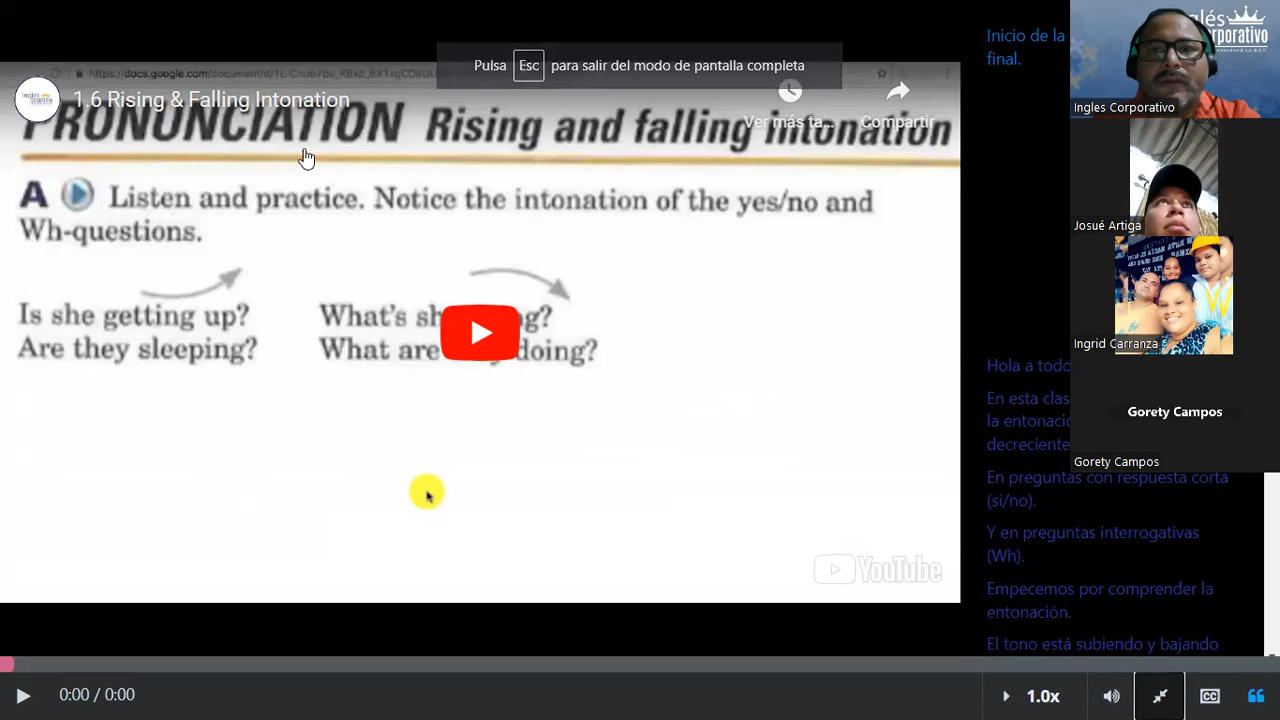 Inicio de la
final.
Inglés
Corporativo
Ingles Corporativo
Pulsa Esc para salir del modo de pantalla completa
1.6 Rising & Falling Intonation
Ver más ta...
Compartir
PRONUNCIATION Rising and falling intonation
A Listen and practice. Notice the intonation of the yes/no and
Wh-questions.
Is she getting up?
What's
Are they sleeping?
What are doing?
YouTube
Josué Artiga
Ingrid Carranza
Gorety Campos
Gorety Campos
Hola a todo
En esta clas
la entonació
decreciente
En preguntas con respuesta corta
(si/no).
Y en preguntas interrogativas
(Wh).
Empecemos por comprender la
entonación.
El tono está subiendo y bajando
0:00 / 0:00
1.0x
CC